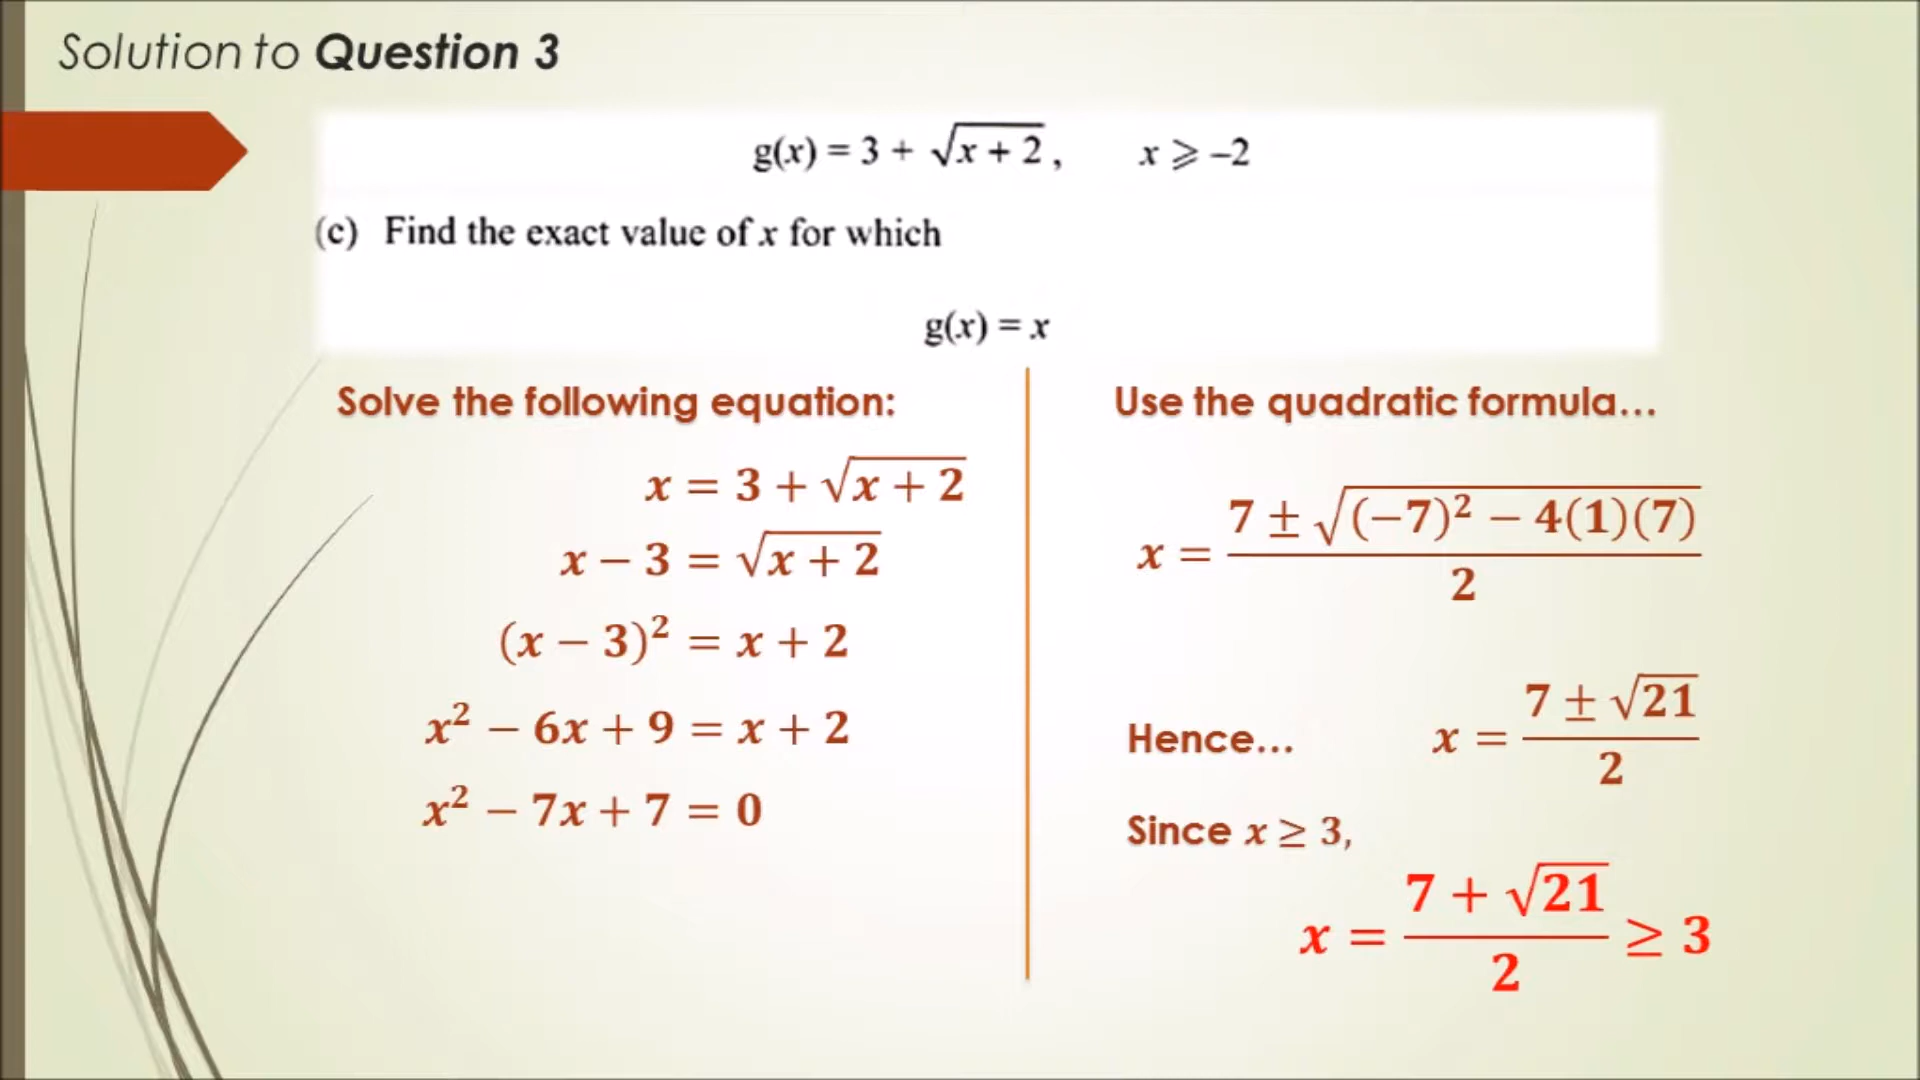 Solution to Question 3
g(x) = 3 + √(x + 2) , x ⩾ –2
(c) Find the exact value of x for which
g(x) = x
Solve the following equation:
x = 3 + √(x + 2)
x − 3 = √(x + 2)
(x − 3)² = x + 2
x² − 6x + 9 = x + 2
x² − 7x + 7 = 0
Use the quadratic formula...
x = (7 ± √((−7)² − 4(1)(7))) / 2
Hence... x = (7 ± √21) / 2
Since x ≥ 3,
x = (7 + √21) / 2 ≥ 3